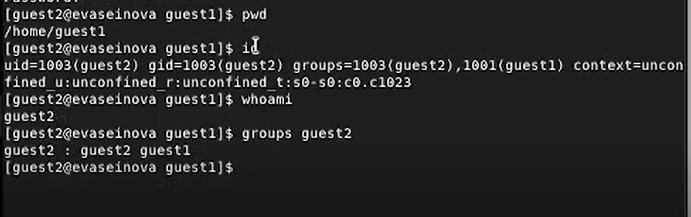 [guest2@evaseinova guest1]$ pwd
/home/guest1
[guest2@evaseinova guest1]$ id
uid=1003(guest2) gid=1003(guest2) groups=1003(guest2),1001(guest1) context=uncon
fined_u:unconfined_r:unconfined_t:s0-s0:c0.c1023
[guest2@evaseinova guest1]$ whoami
guest2
[guest2@evaseinova guest1]$ groups guest2
guest2 : guest2 guest1
[guest2@evaseinova guest1]$